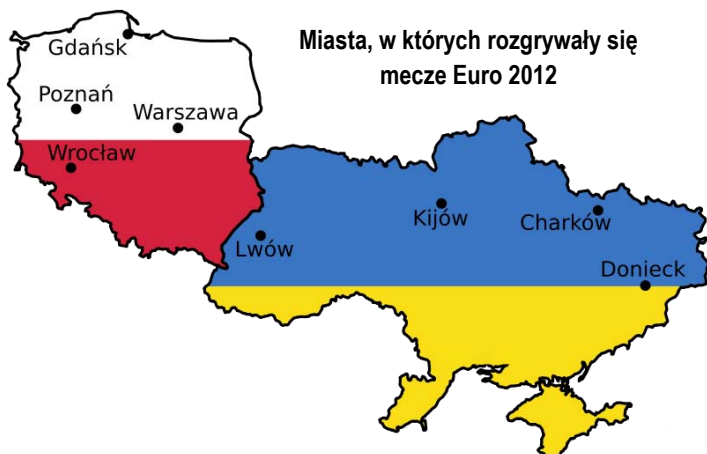 Miasta, w których rozgrywały się
mecze Euro 2012
Gdańsk
Poznań
Warszawa
Wrocław
Kijów
Charków
Lwów
Donieck